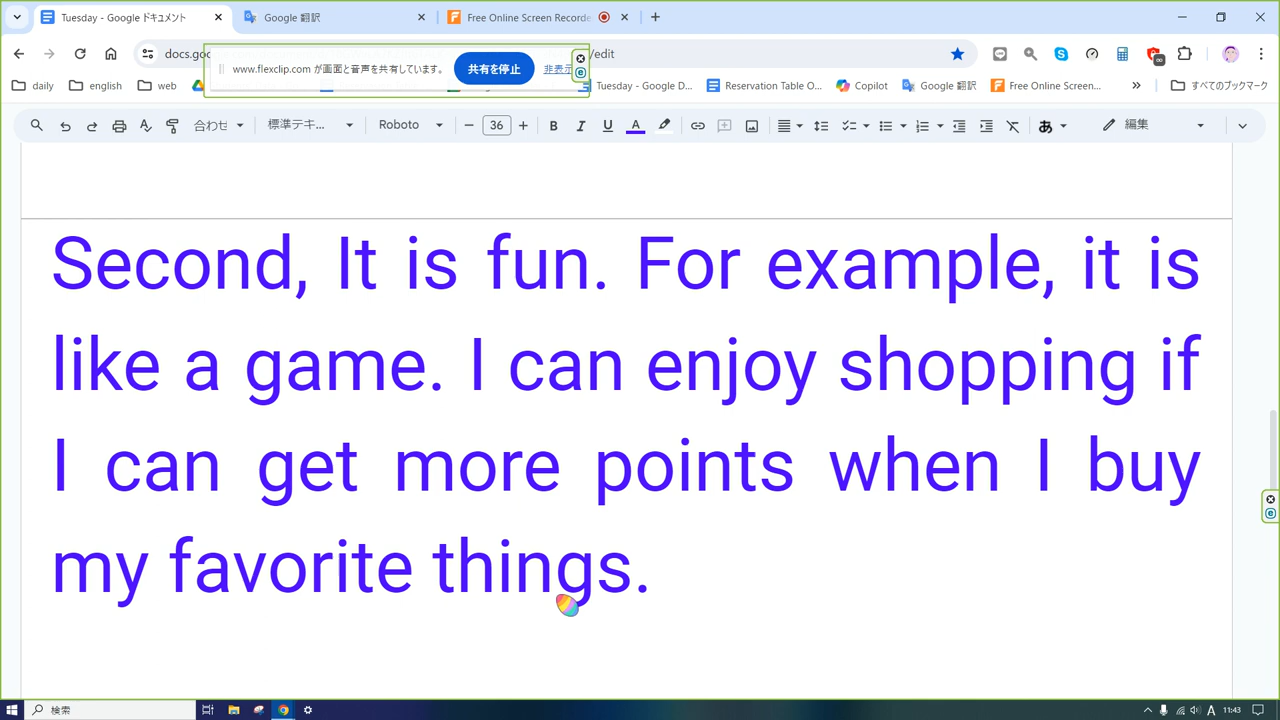 Tuesday - Google ドキュメント
Google 翻訳
Free Online Screen Recorde
docs.goo
/edit
www.flexclip.com が画面と音声を共有しています。
共有を停止
非表示
daily
english
web
Tuesday - Google D...
Reservation Table O...
Copilot
Google 翻訳
Free Online Screen...
すべてのブックマーク
合わせ
標準テキ...
Roboto
36
B I U A
あ
編集
Second, It is fun. For example, it is
like a game. I can enjoy shopping if
I can get more points when I buy
my favorite things.
検索
A
11:43